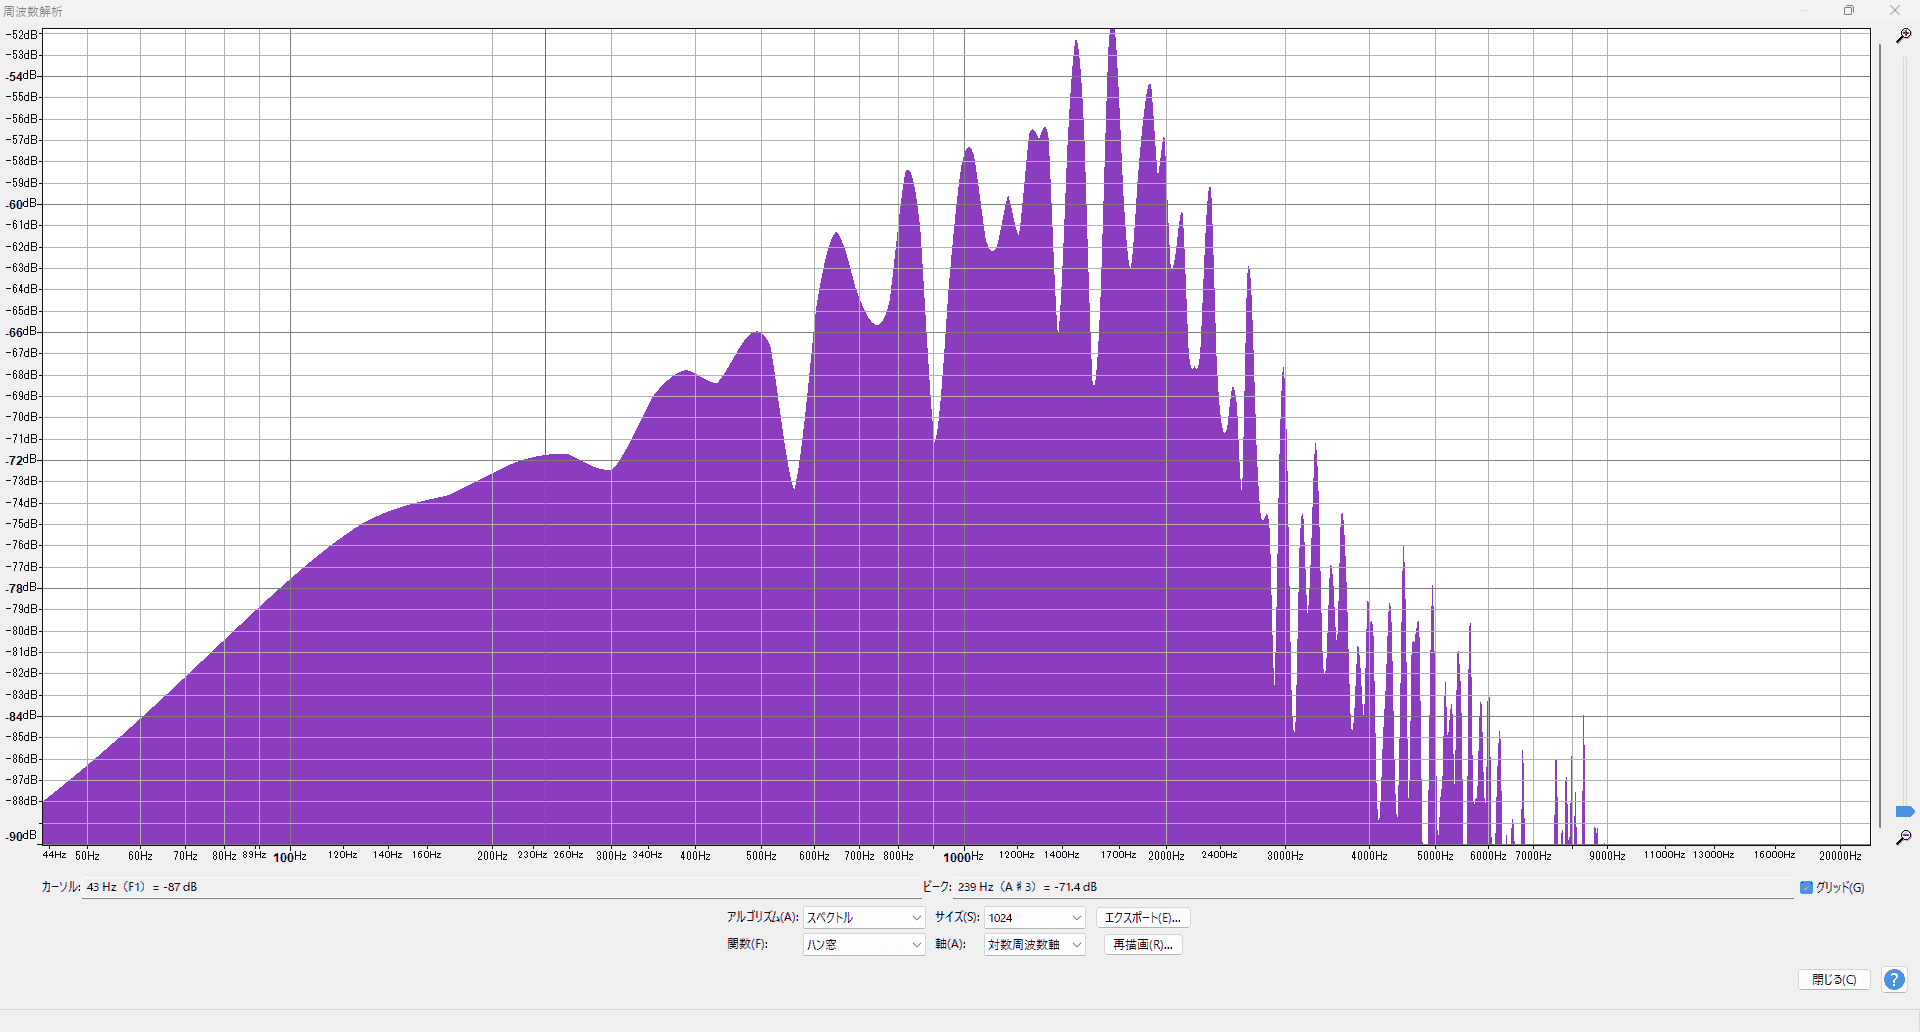 周波数解析
-52dB
-53dB
-54dB
-55dB
-56dB
-57dB
-58dB
-59dB
-60dB
-61dB
-62dB
-63dB
-64dB
-65dB
-66dB
-67dB
-68dB
-69dB
-70dB
-71dB
-72dB
-73dB
-74dB
-75dB
-76dB
-77dB
-78dB
-79dB
-80dB
-81dB
-82dB
-83dB
-84dB
-85dB
-86dB
-87dB
-88dB
-90dB
44Hz 50Hz 60Hz 70Hz 80Hz 89Hz 100Hz 120Hz 140Hz 160Hz 200Hz 230Hz 260Hz 300Hz 340Hz 400Hz 500Hz 600Hz 700Hz 800Hz 1000Hz 1200Hz 1400Hz 1700Hz 2000Hz 2400Hz 3000Hz 4000Hz 5000Hz 6000Hz 7000Hz 9000Hz 11000Hz 13000Hz 16000Hz 20000Hz
カーソル: 43 Hz (F1) = -87 dB ピーク: 239 Hz (A♯3) = -71.4 dB グリッド(G)
アルゴリズム(A): スペクトル サイズ(S): 1024 エクスポート(E)...
関数(F): ハン窓 軸(A): 対数周波数軸 再描画(R)...
閉じる(C) ?